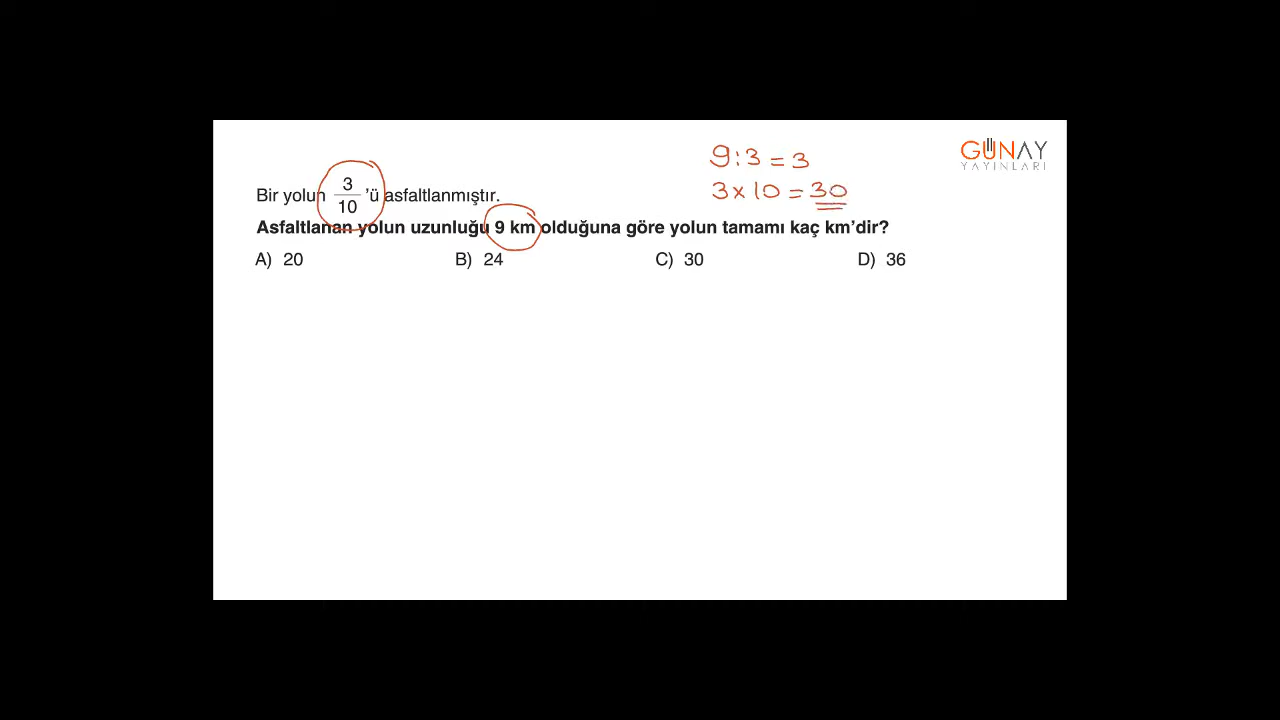 GÜNAY
YAYINLARI
9:3=3
3x10=30
Bir yolun 3/10 'ü asfaltlanmıştır.
Asfaltlanan yolun uzunluğu 9 km olduğuna göre yolun tamamı kaç km'dir?
A) 20 B) 24 C) 30 D) 36